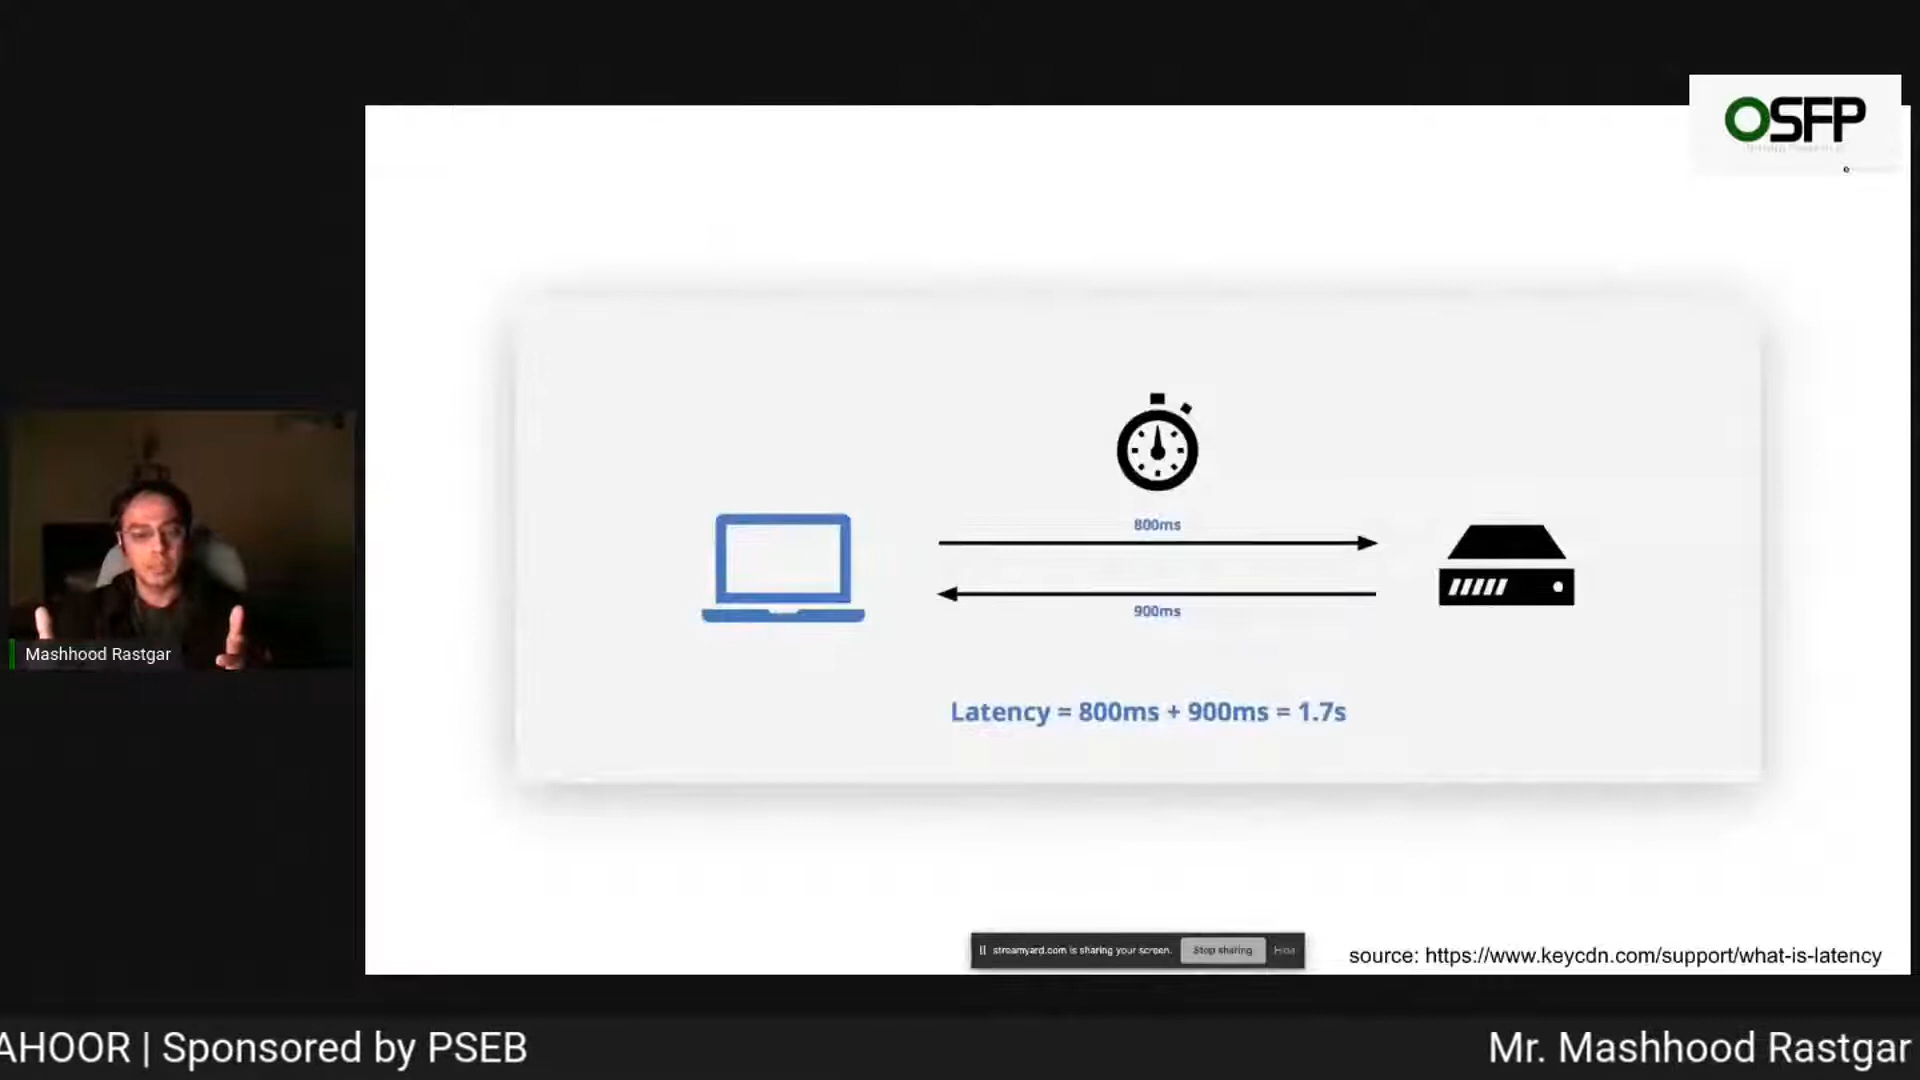 OSFP
800ms
900ms
Latency = 800ms + 900ms = 1.7s
Mashhood Rastgar
streamyard.com is sharing your screen. Stop sharing Hide
source: https://www.keycdn.com/support/what-is-latency
AHOOR | Sponsored by PSEB
Mr. Mashhood Rastgar